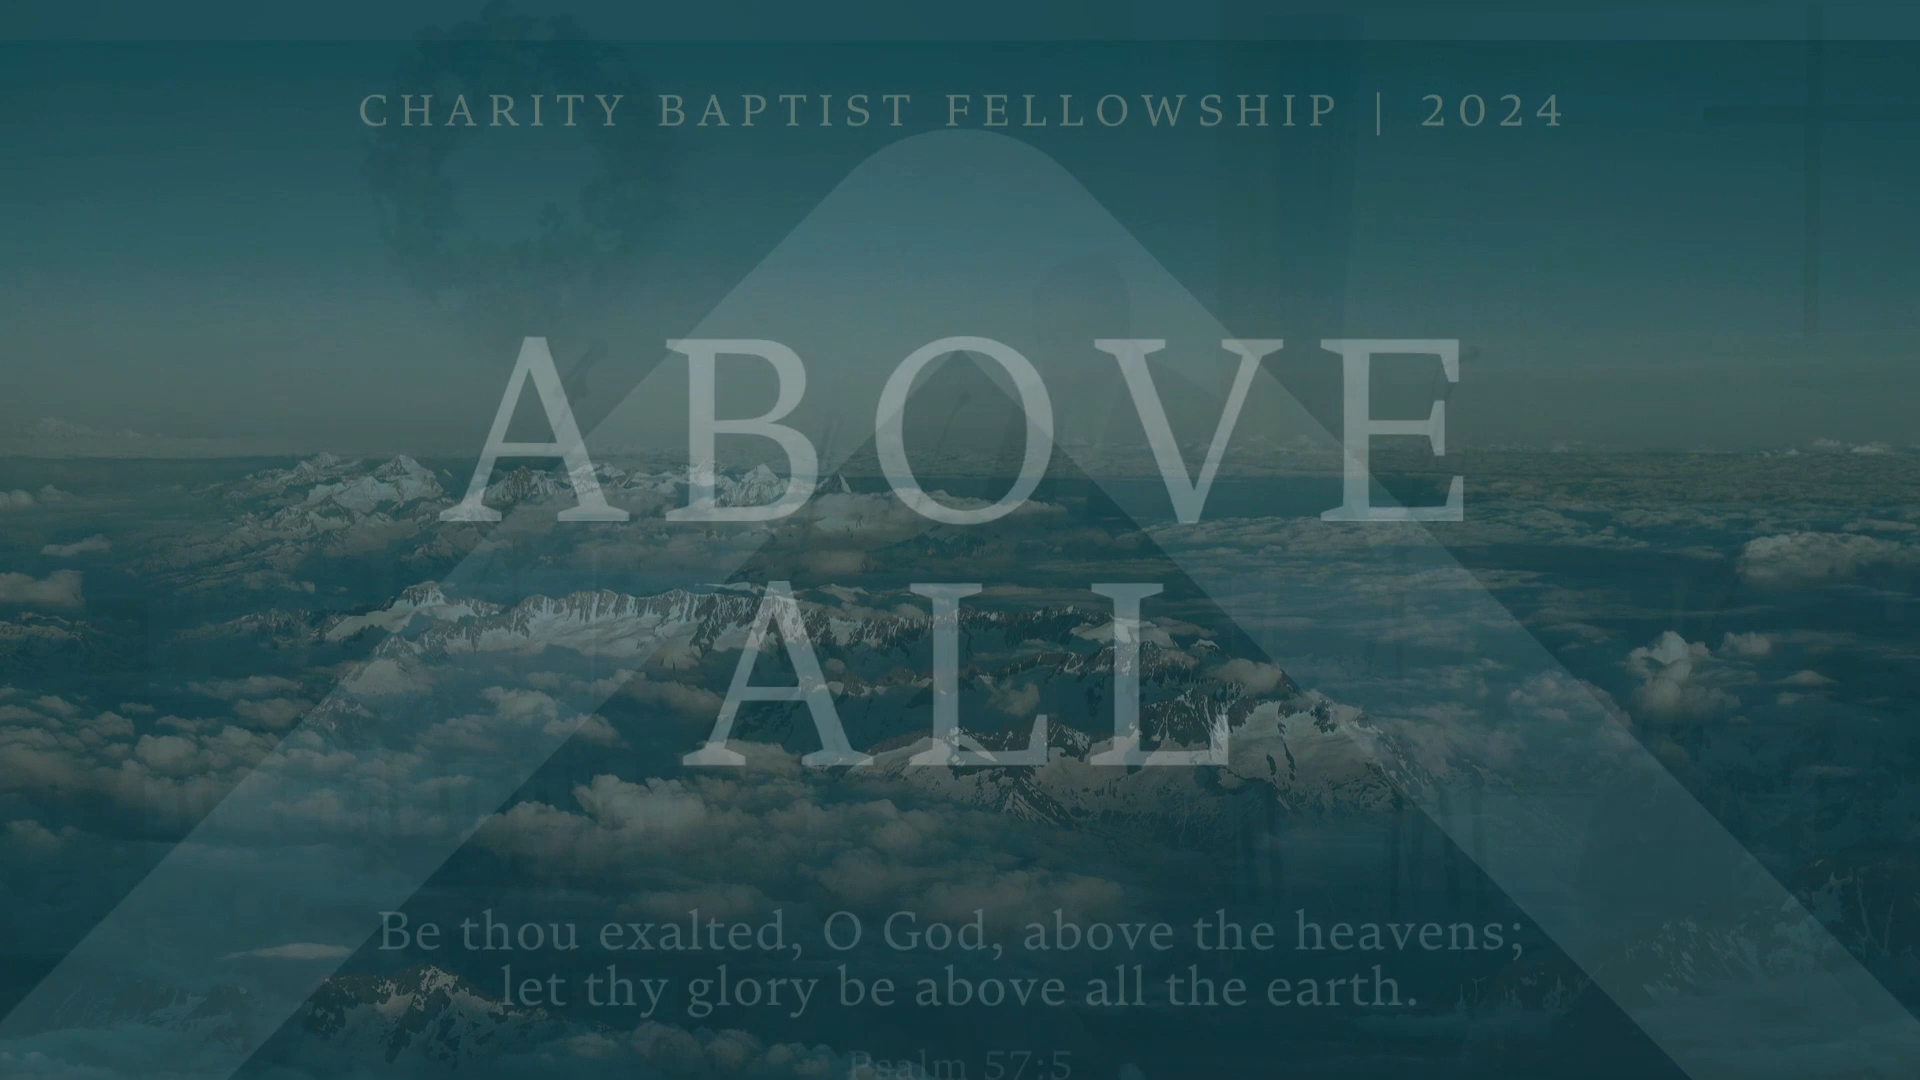 CHARITY BAPTIST FELLOWSHIP | 2024
ABOVE
ALL
Be thou exalted, O God, above the heavens;
let thy glory be above all the earth.
Psalm 57:5